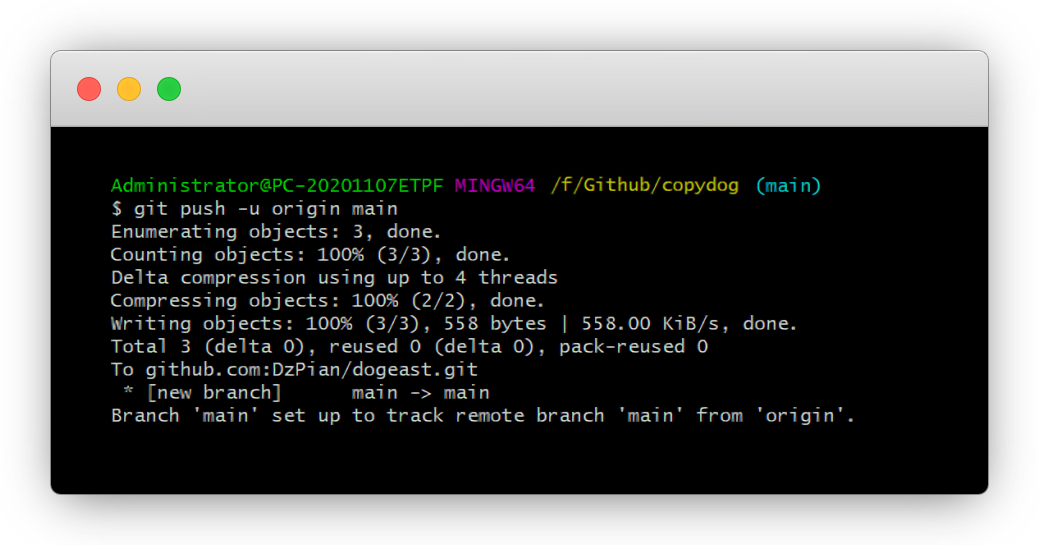 Administrator@PC-20201107ETPF MINGW64 /f/Github/copydog (main)
$ git push -u origin main
Enumerating objects: 3, done.
Counting objects: 100% (3/3), done.
Delta compression using up to 4 threads
Compressing objects: 100% (2/2), done.
Writing objects: 100% (3/3), 558 bytes | 558.00 KiB/s, done.
Total 3 (delta 0), reused 0 (delta 0), pack-reused 0
To github.com:DzPian/dogeast.git
 * [new branch]      main -> main
Branch 'main' set up to track remote branch 'main' from 'origin'.